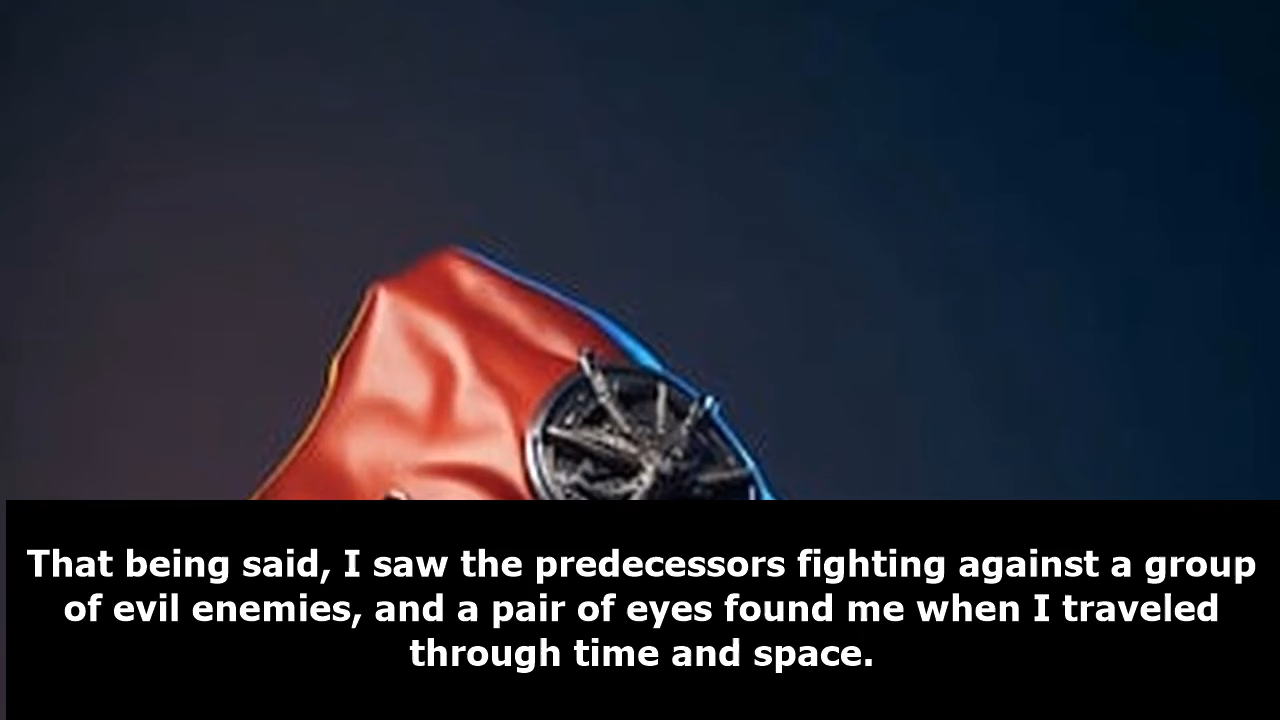 That being said, I saw the predecessors fighting against a group
of evil enemies, and a pair of eyes found me when I traveled
through time and space.